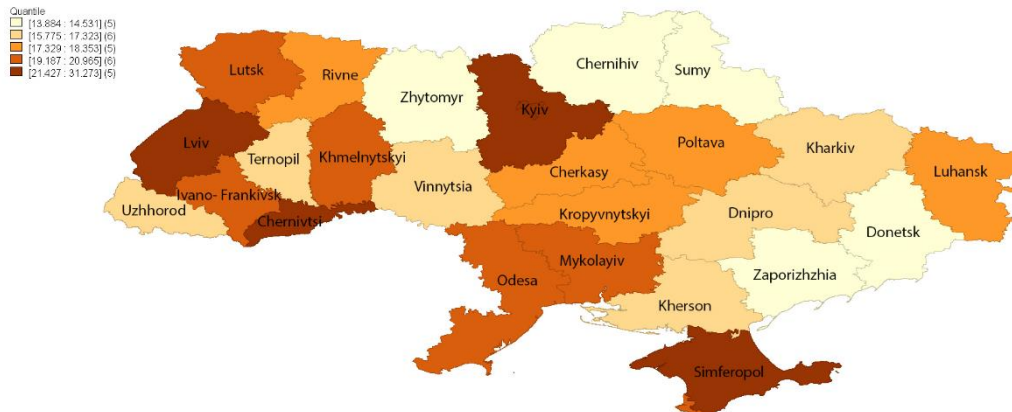 Quantile
[13.884 : 14.531] (5)
[15.775 : 17.323] (6)
[17.329 : 18.353] (5)
[19.187 : 20.965] (6)
[21.427 : 31.273] (5)
Lutsk
Rivne
Zhytomyr
Kyiv
Chernihiv
Sumy
Lviv
Ternopil
Khmelnytskyi
Vinnytsia
Cherkasy
Poltava
Kharkiv
Luhansk
Uzhhorod
Ivano- Frankivsk
Chernivtsi
Kropyvnytskyi
Dnipro
Donetsk
Odesa
Mykolayiv
Zaporizhzhia
Kherson
Simferopol